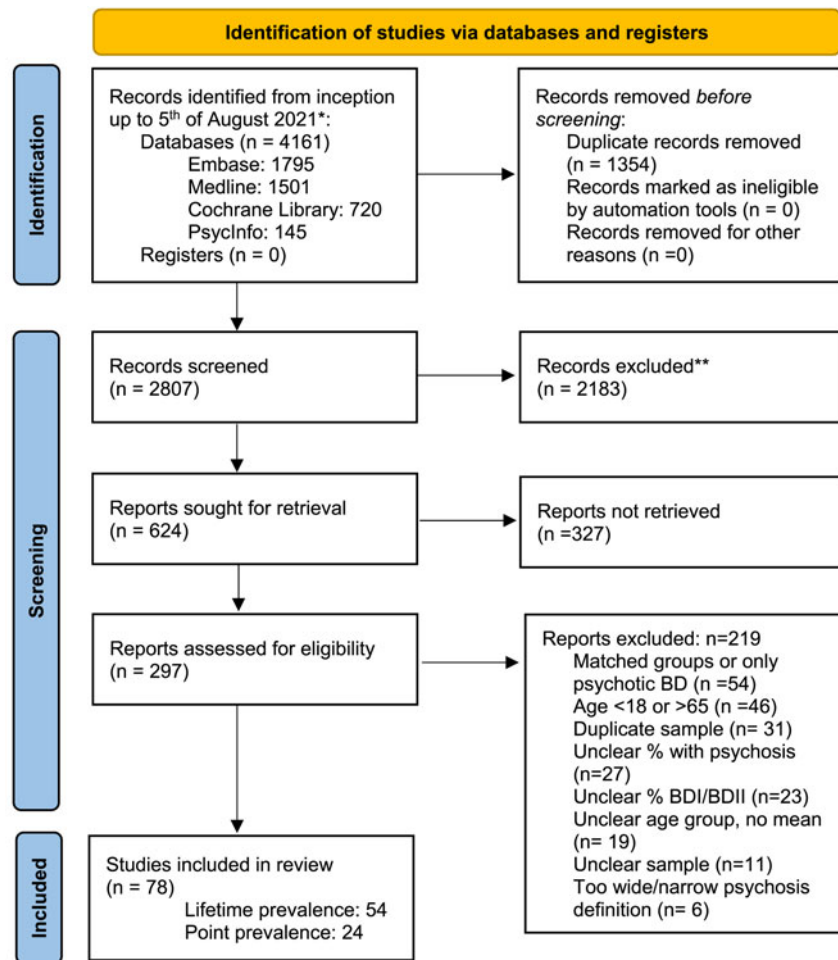 Identification of studies via databases and registers
Identification
Records identified from inception
up to 5th of August 2021*:
Databases (n = 4161)
Embase: 1795
Medline: 1501
Cochrane Library: 720
PsycInfo: 145
Registers (n = 0)
Records removed before
screening:
Duplicate records removed
(n = 1354)
Records marked as ineligible
by automation tools (n = 0)
Records removed for other
reasons (n =0)
Screening
Records screened
(n = 2807)
Records excluded**
(n = 2183)
Reports sought for retrieval
(n = 624)
Reports not retrieved
(n =327)
Reports assessed for eligibility
(n = 297)
Reports excluded: n=219
Matched groups or only
psychotic BD (n =54)
Age <18 or >65 (n =46)
Duplicate sample (n= 31)
Unclear % with psychosis
(n=27)
Unclear % BDI/BDII (n=23)
Unclear age group, no mean
(n= 19)
Unclear sample (n=11)
Too wide/narrow psychosis
definition (n= 6)
Included
Studies included in review
(n = 78)
Lifetime prevalence: 54
Point prevalence: 24